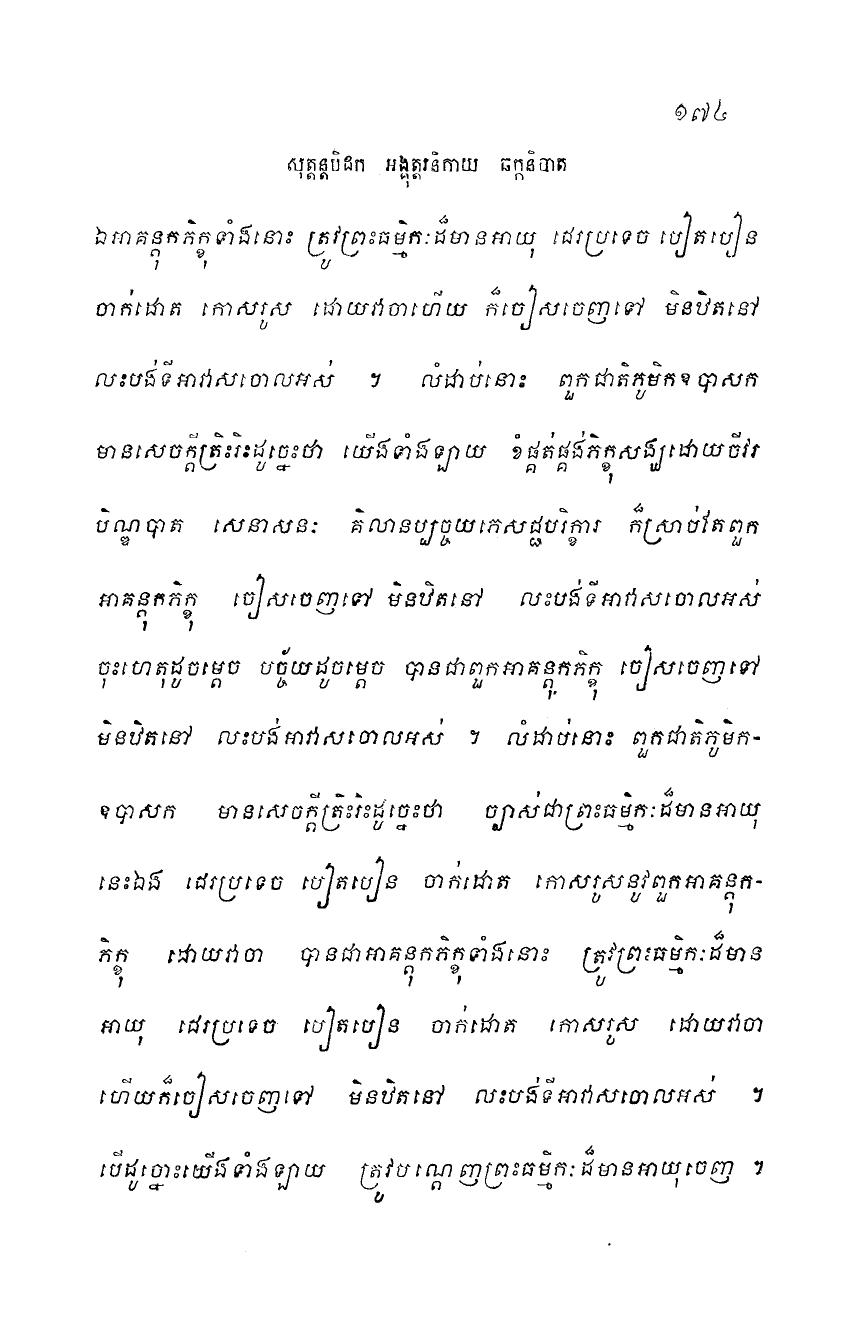 ១៧៤
សុត្តន្តបិដក អង្គុត្តរនិកាយ ឆក្កនិបាត
ឯអាគន្តុកភិក្ខុទាំងនោះ ត្រូវព្រះធម្មិកៈដ៏មានអាយុ ដេរប្រទេច បៀតបៀន
ចាក់ដោត កោសរូស ដោយវាចាហើយ ក៏ចៀសចេញទៅ មិនឋិតនៅ
លះបង់ទីអាវាសចោលអស់ ។ លំដាប់នោះ ពួកជាតិភូមិកឧបាសក
មានសេចក្តីត្រិះរិះដូច្នេះថា យើងទាំងឡាយ ខំផ្គត់ផ្គង់ភិក្ខុសង្ឃដោយចីវរ
បិណ្ឌបាត សេនាសនៈ គិលានប្បច្ចយភេសជ្ជបរិក្ខារ ក៏ស្រាប់តែពួក
អាគន្តុកភិក្ខុ ចៀសចេញទៅ មិនឋិតនៅ លះបង់ទីអាវាសចោលអស់
ចុះហេតុដូចម្តេច បច្ច័យដូចម្តេច បានជាពួកអាគន្តុកភិក្ខុ ចៀសចេញទៅ
មិនឋិតនៅ លះបង់អាវាសចោលអស់ ។ លំដាប់នោះ ពួកជាតិភូមិក-
ឧបាសក មានសេចក្តីត្រិះរិះដូច្នេះថា ច្បាស់ជាព្រះធម្មិកៈដ៏មានអាយុ
នេះឯង ដេរប្រទេច បៀតបៀន ចាក់ដោត កោសរូសនូវពួកអាគន្តុក-
ភិក្ខុ ដោយវាចា បានជាអាគន្តុកភិក្ខុទាំងនោះ ត្រូវព្រះធម្មិកៈដ៏មាន
អាយុ ដេរប្រទេច បៀតបៀន ចាក់ដោត កោសរូស ដោយវាចា
ហើយក៏ចៀសចេញទៅ មិនឋិតនៅ លះបង់ទីអាវាសចោលអស់ ។
បើដូច្នោះយើងទាំងឡាយ ត្រូវបណ្តេញព្រះធម្មិកៈដ៏មានអាយុចេញ ។